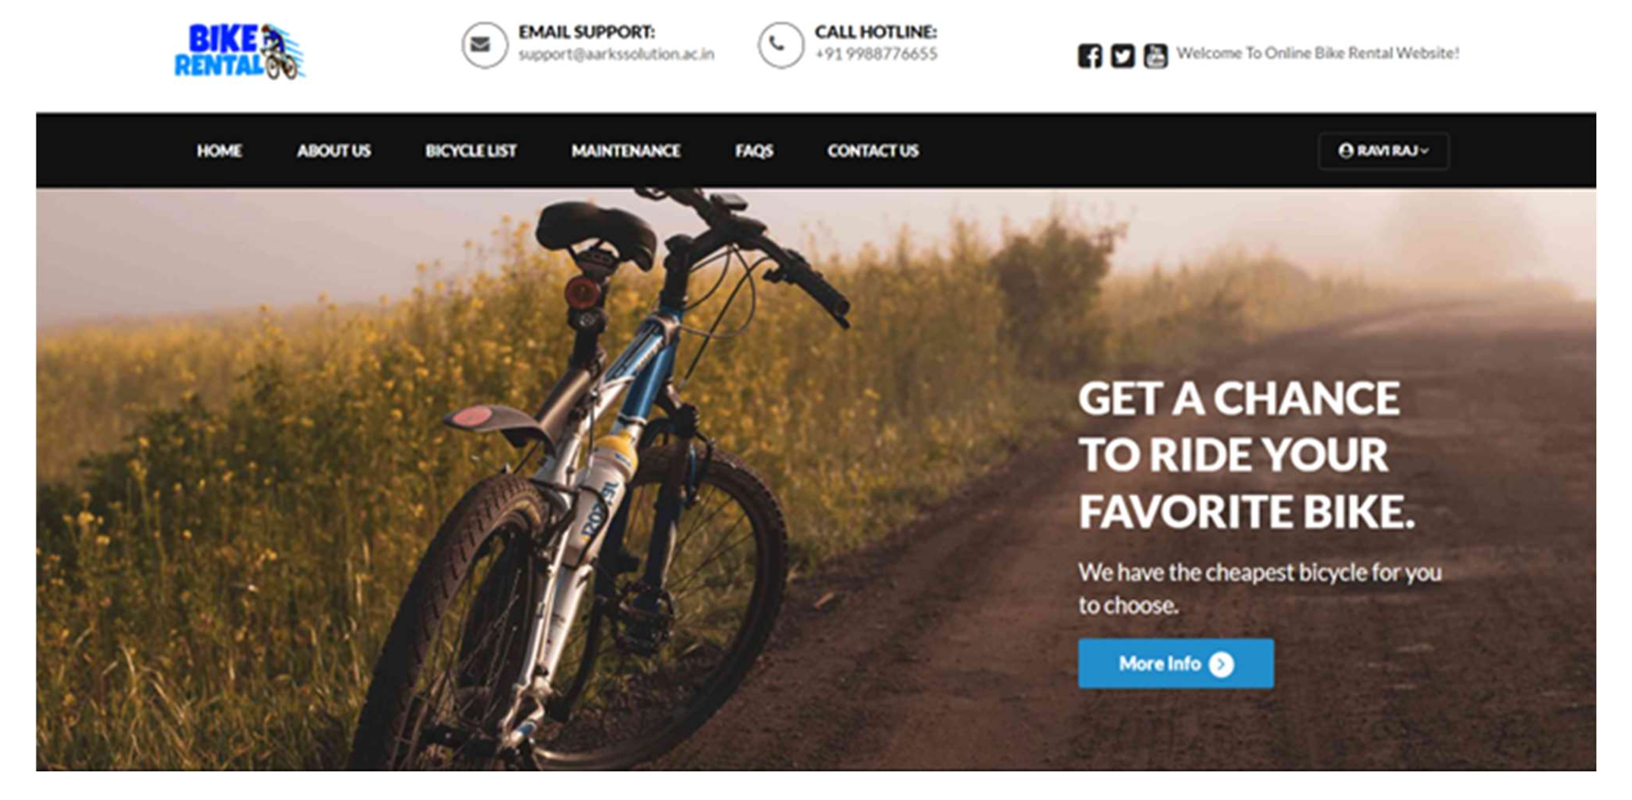 BIKE
RENTAL
EMAIL SUPPORT:
support@aarkssolution.ac.in
CALL HOTLINE:
+91 9988776655
You
Welcome To Online Bike Rental Website!
HOME ABOUT US BICYCLE LIST MAINTENANCE FAQS CONTACT US RAVI RAJ
GET A CHANCE
TO RIDE YOUR
FAVORITE BIKE.
We have the cheapest bicycle for you
to choose.
More Info